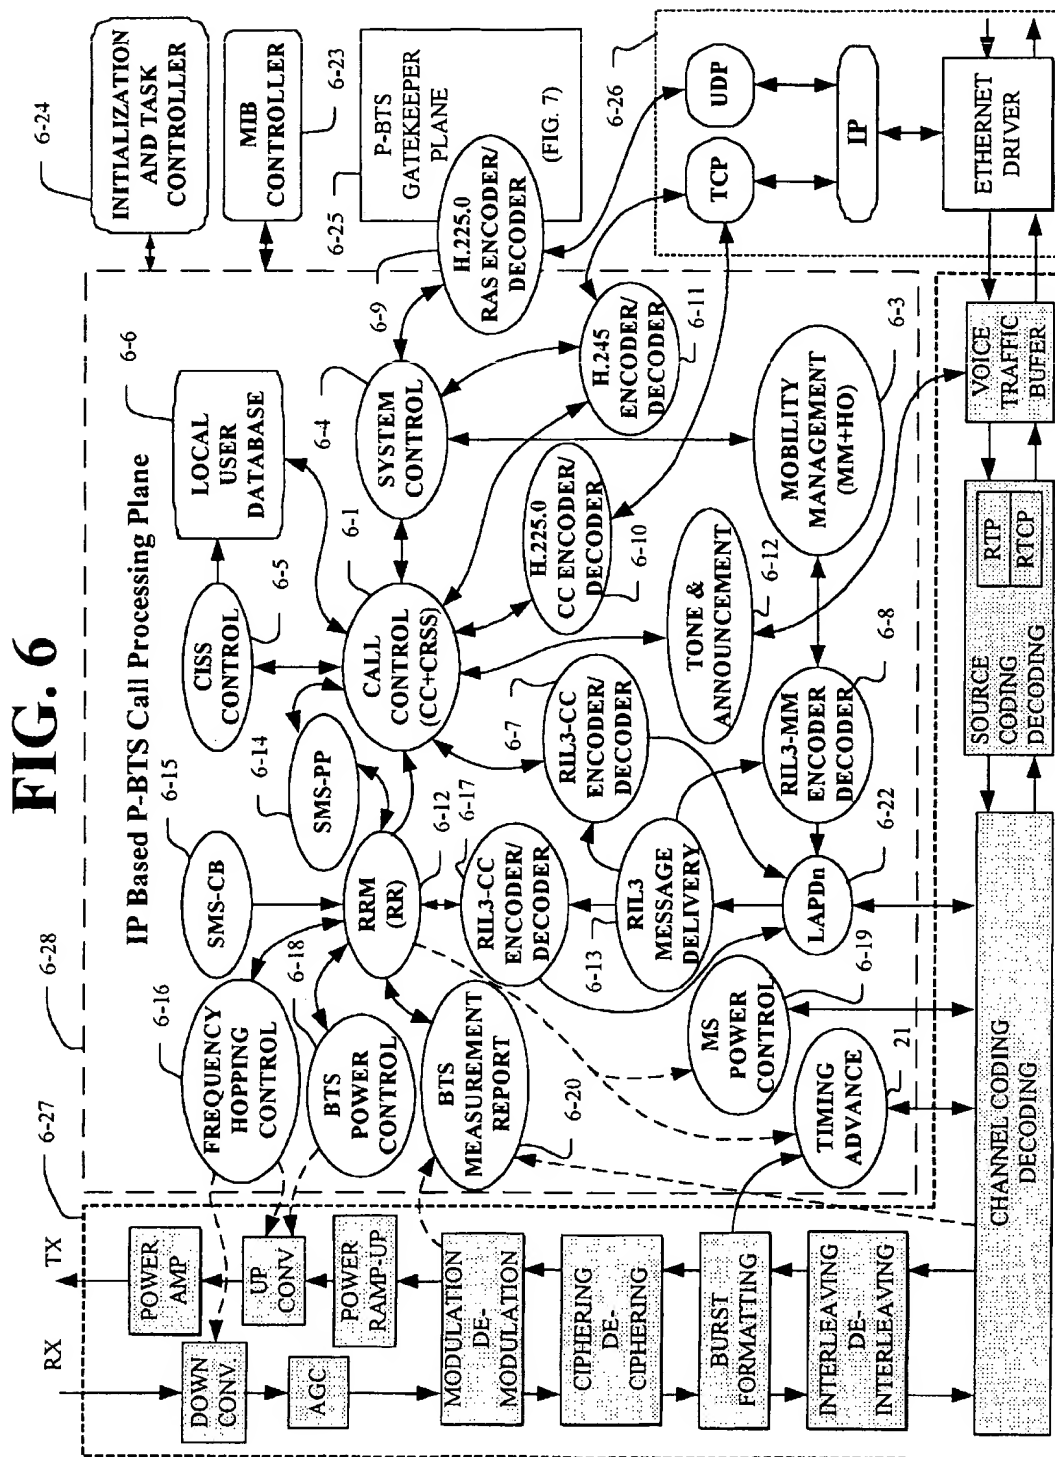 FIG. 6
IP Based P-BTS Call Processing Plane
6-27
6-28
RX
TX
DOWN
CONV.
AGC
POWER
AMP
UP
CONV
POWER
RAMP-UP
MODULATION
DE-
MODULATION
CIPHERING
DE-
CIPHERING
BURST
FORMATTING
INTERLEAVING
DE-
INTERLEAVING
CHANNEL CODING
DECODING
6-16
FREQUENCY
HOPPING
CONTROL
6-18
BTS
POWER
CONTROL
BTS
MEASUREMENT
REPORT
6-20
MS
POWER
CONTROL
6-19
TIMING
ADVANCE
21
6-15
SMS-CB
6-14
SMS-PP
RRM
(RR)
6-12
6-17
RIL3-CC
ENCODER/
DECODER
6-13
RIL3
MESSAGE
DELIVERY
LAPDn
6-22
6-5
CISS
CONTROL
6-6
LOCAL
USER
DATABASE
6-1
CALL
CONTROL
(CC+CRSS)
6-4
SYSTEM
CONTROL
6-7
RIL3-CC
ENCODER/
DECODER
H.225.0
CC ENCODER/
DECODER
6-10
TONE &
ANNOUNCEMENT
6-12
RIL3-MM
ENCODER
DECODER
6-8
6-9
H.225.0
RAS ENCODER/
DECODER
H.245
ENCODER/
DECODER
6-11
MOBILITY
MANAGEMENT
(MM+HO)
6-3
6-24
INITIALIZATION
AND TASK
CONTROLLER
MIB
CONTROLLER
6-23
6-25
P-BTS
GATEKEEPER
PLANE
(FIG. 7)
6-26
TCP
UDP
IP
ETHERNET
DRIVER
VOICE
TRAFFIC
BUFER
SOURCE
CODING
DECODING
RTP
RTCP